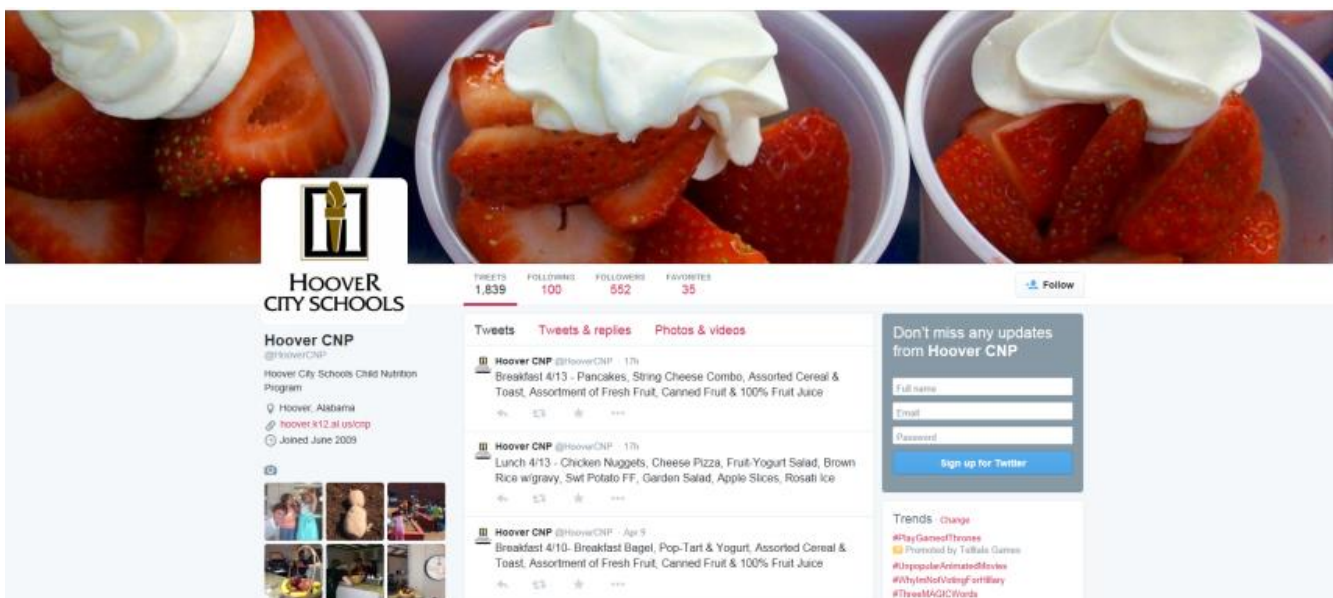 HOOVER
CITY SCHOOLS
TWEETS
1,839
FOLLOWING
100
FOLLOWERS
552
FAVORITES
35
Follow
Hoover CNP
@HooverCNP
Hoover City Schools Child Nutrition
Program
Hoover, Alabama
hoover.k12.al.us/cnp
Joined June 2009
Tweets
Tweets & replies
Photos & videos
Hoover CNP @HooverCNP · 17h
Breakfast 4/13 - Pancakes, String Cheese Combo, Assorted Cereal &
Toast, Assortment of Fresh Fruit, Canned Fruit & 100% Fruit Juice
Hoover CNP @HooverCNP · 17h
Lunch 4/13 - Chicken Nuggets, Cheese Pizza, Fruit-Yogurt Salad, Brown
Rice w/gravy, Swt Potato FF, Garden Salad, Apple Slices, Rosati Ice
Hoover CNP @HooverCNP · Apr 9
Breakfast 4/10- Breakfast Bagel, Pop-Tart & Yogurt, Assorted Cereal &
Toast, Assortment of Fresh Fruit, Canned Fruit & 100% Fruit Juice
Don't miss any updates
from Hoover CNP
Full name
Email
Password
Sign up for Twitter
Trends · Change
#PlayGameofThrones
Promoted by Telltale Games
#UnpopularAnimatedMovies
#WhyImNotVotingForHillary
#ThreeMAGICWords